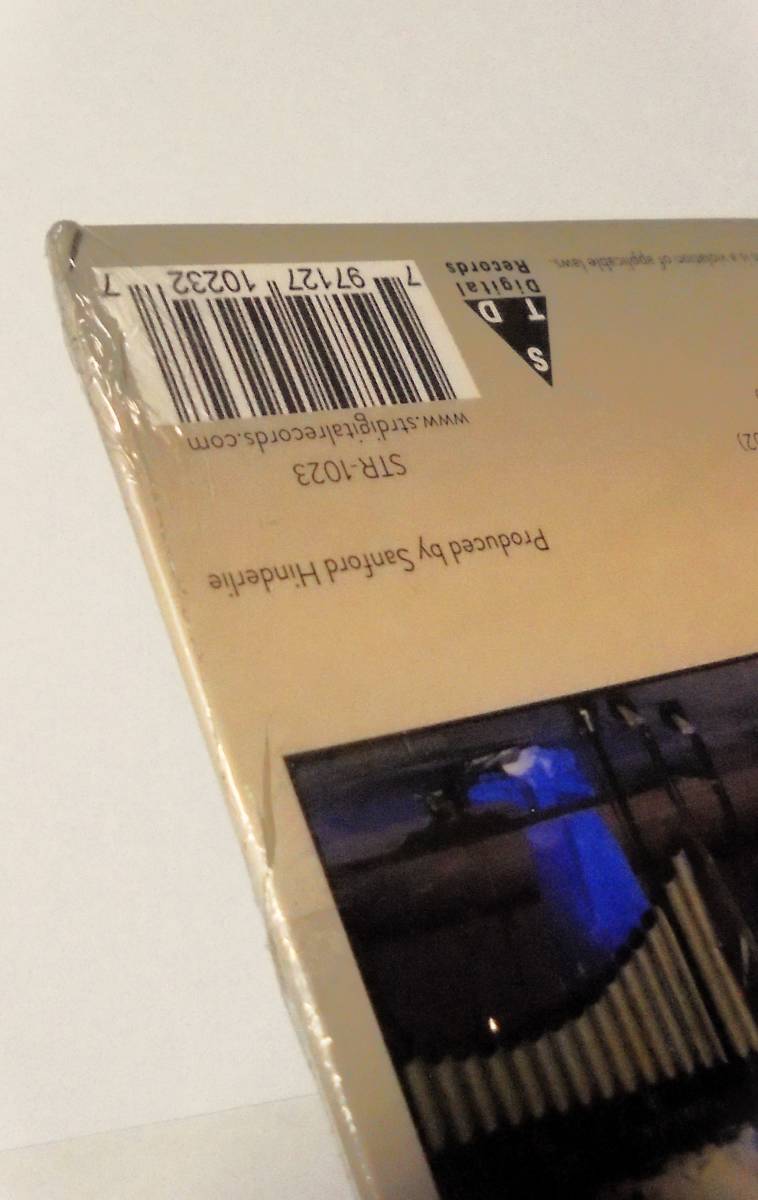 Produced by Sanford Hinderlie
STR-1023
www.strdigitalrecords.com
7 97127 10232 7
S
T D
Digital
Records
is a violation of applicable laws.